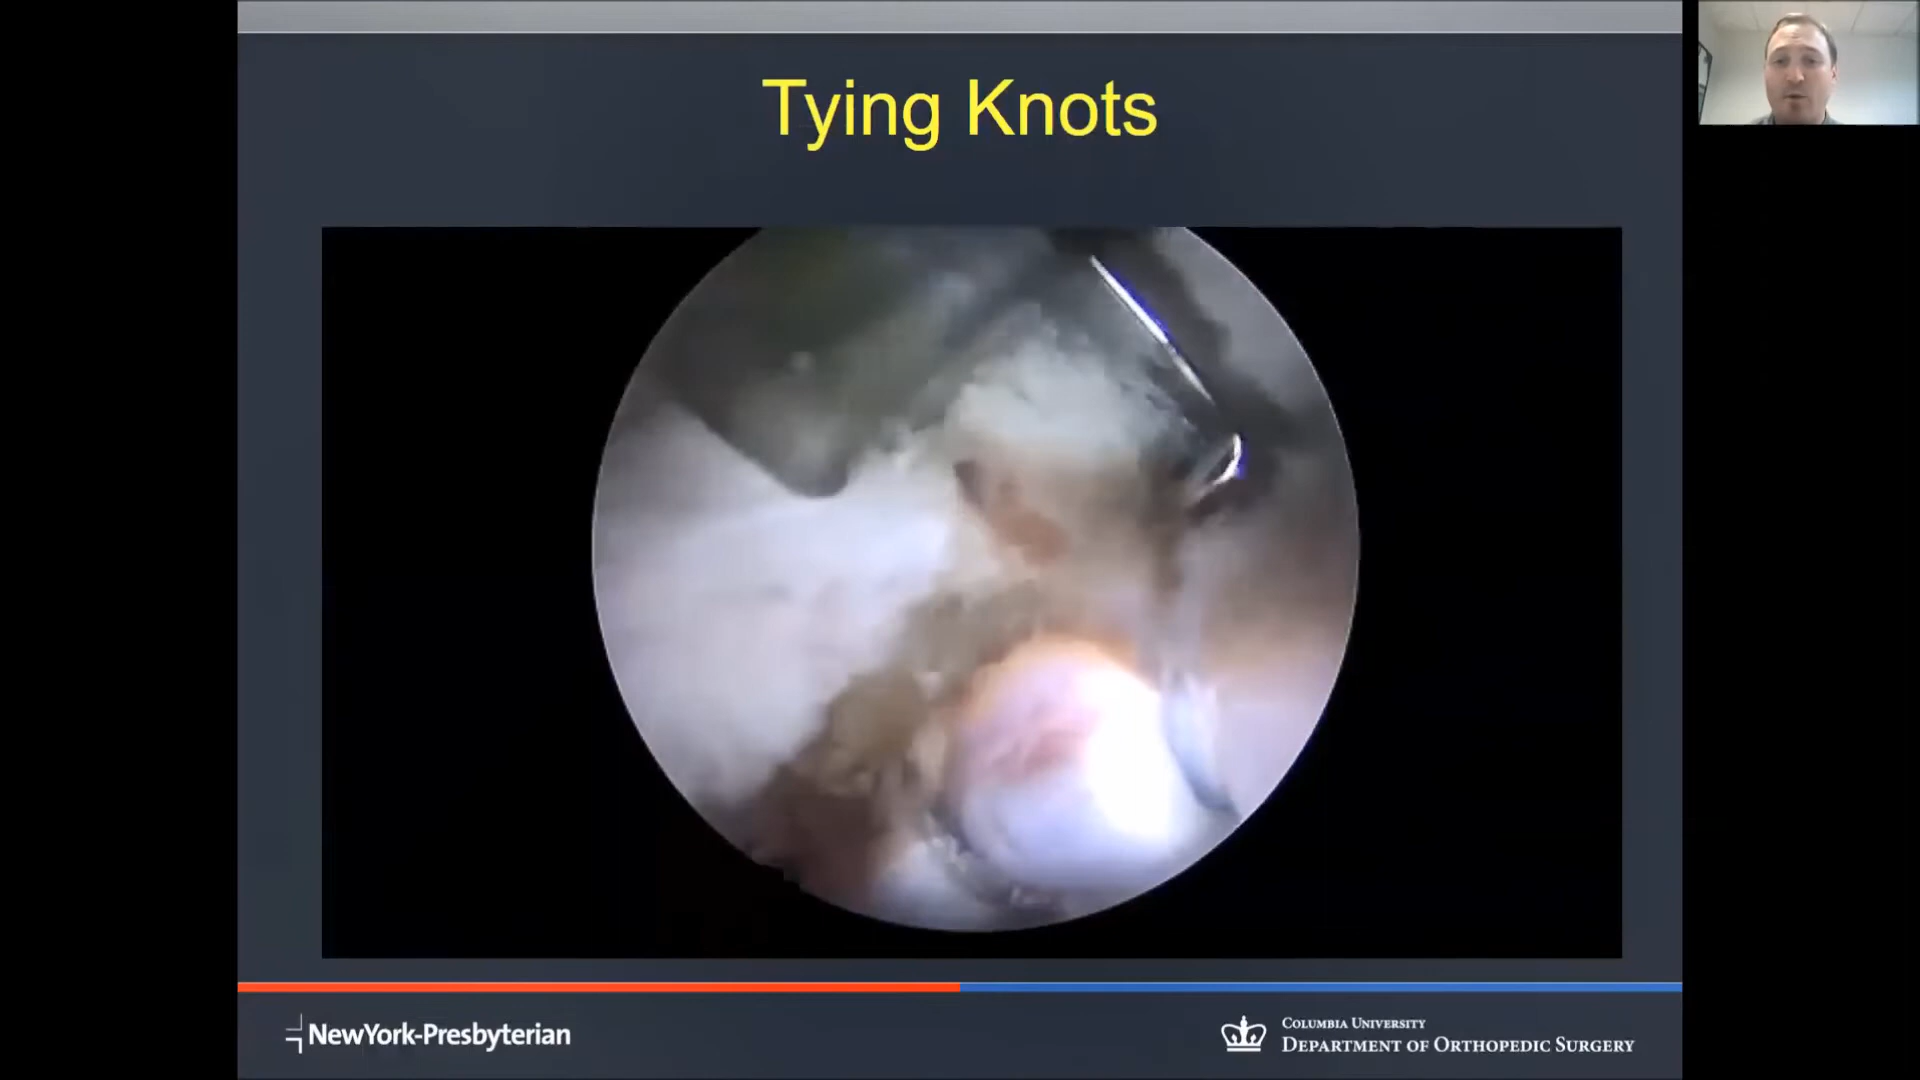 Tying Knots
NewYork-Presbyterian
COLUMBIA UNIVERSITY
DEPARTMENT OF ORTHOPEDIC SURGERY